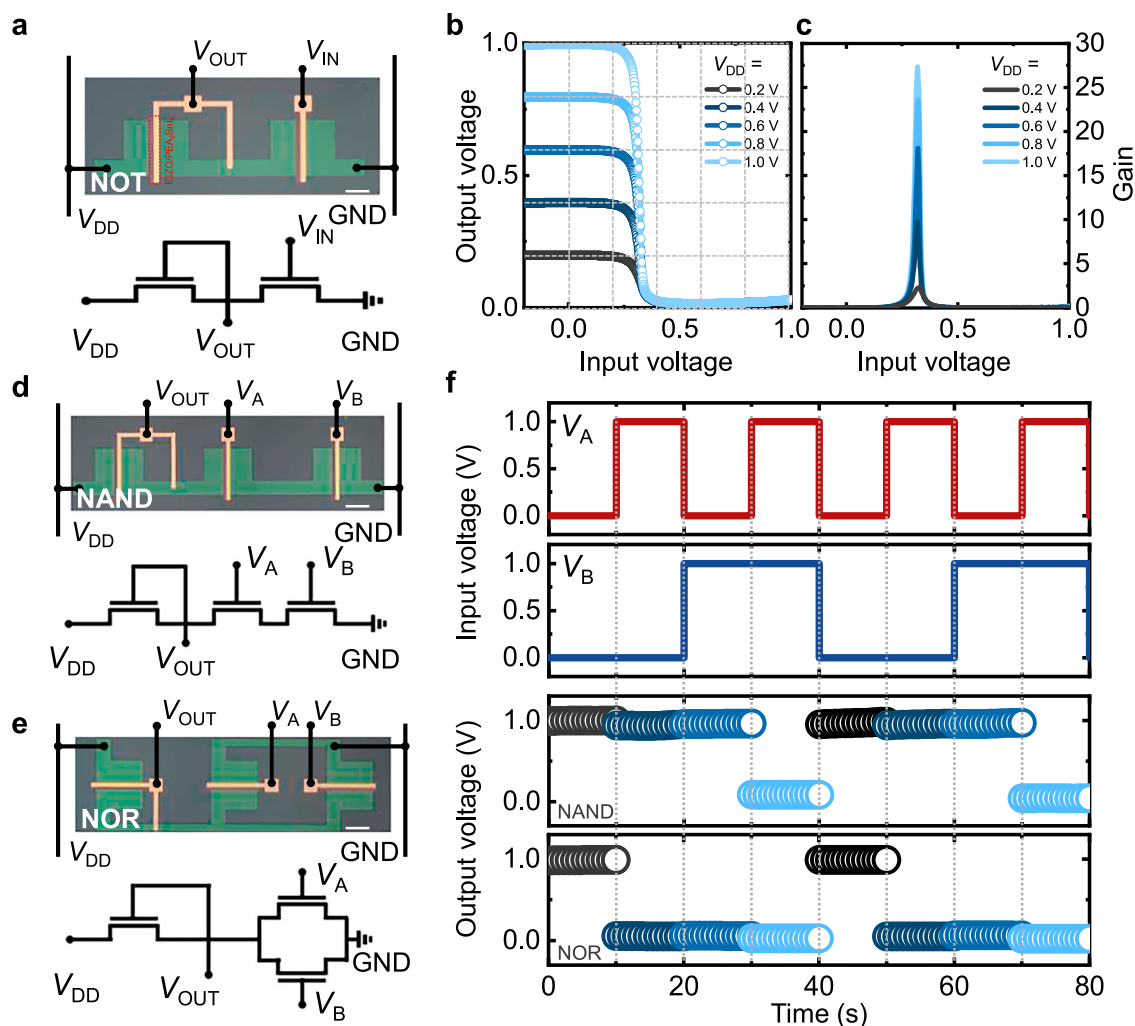 a
V_OUT
V_IN
IGZO/PEA₂SnI₄
NOT
V_DD
GND
V_IN
V_DD
V_OUT
GND
b
Output voltage
1.0
0.5
0.0
V_DD =
0.2 V
0.4 V
0.6 V
0.8 V
1.0 V
0.0
0.5
1.0
Input voltage
c
V_DD =
0.2 V
0.4 V
0.6 V
0.8 V
1.0 V
30
25
20
15
10
5
0
Gain
0.0
0.5
1.0
Input voltage
d
V_OUT
V_A
V_B
NAND
V_DD
GND
V_A
V_B
V_DD
V_OUT
GND
e
V_OUT
V_A
V_B
NOR
V_DD
GND
V_A
V_DD
V_OUT
GND
V_B
f
Input voltage (V)
V_A
1.0
0.5
0.0
V_B
1.0
0.5
0.0
Output voltage (V)
1.0
0.0
NAND
1.0
0.0
NOR
0
20
40
60
80
Time (s)